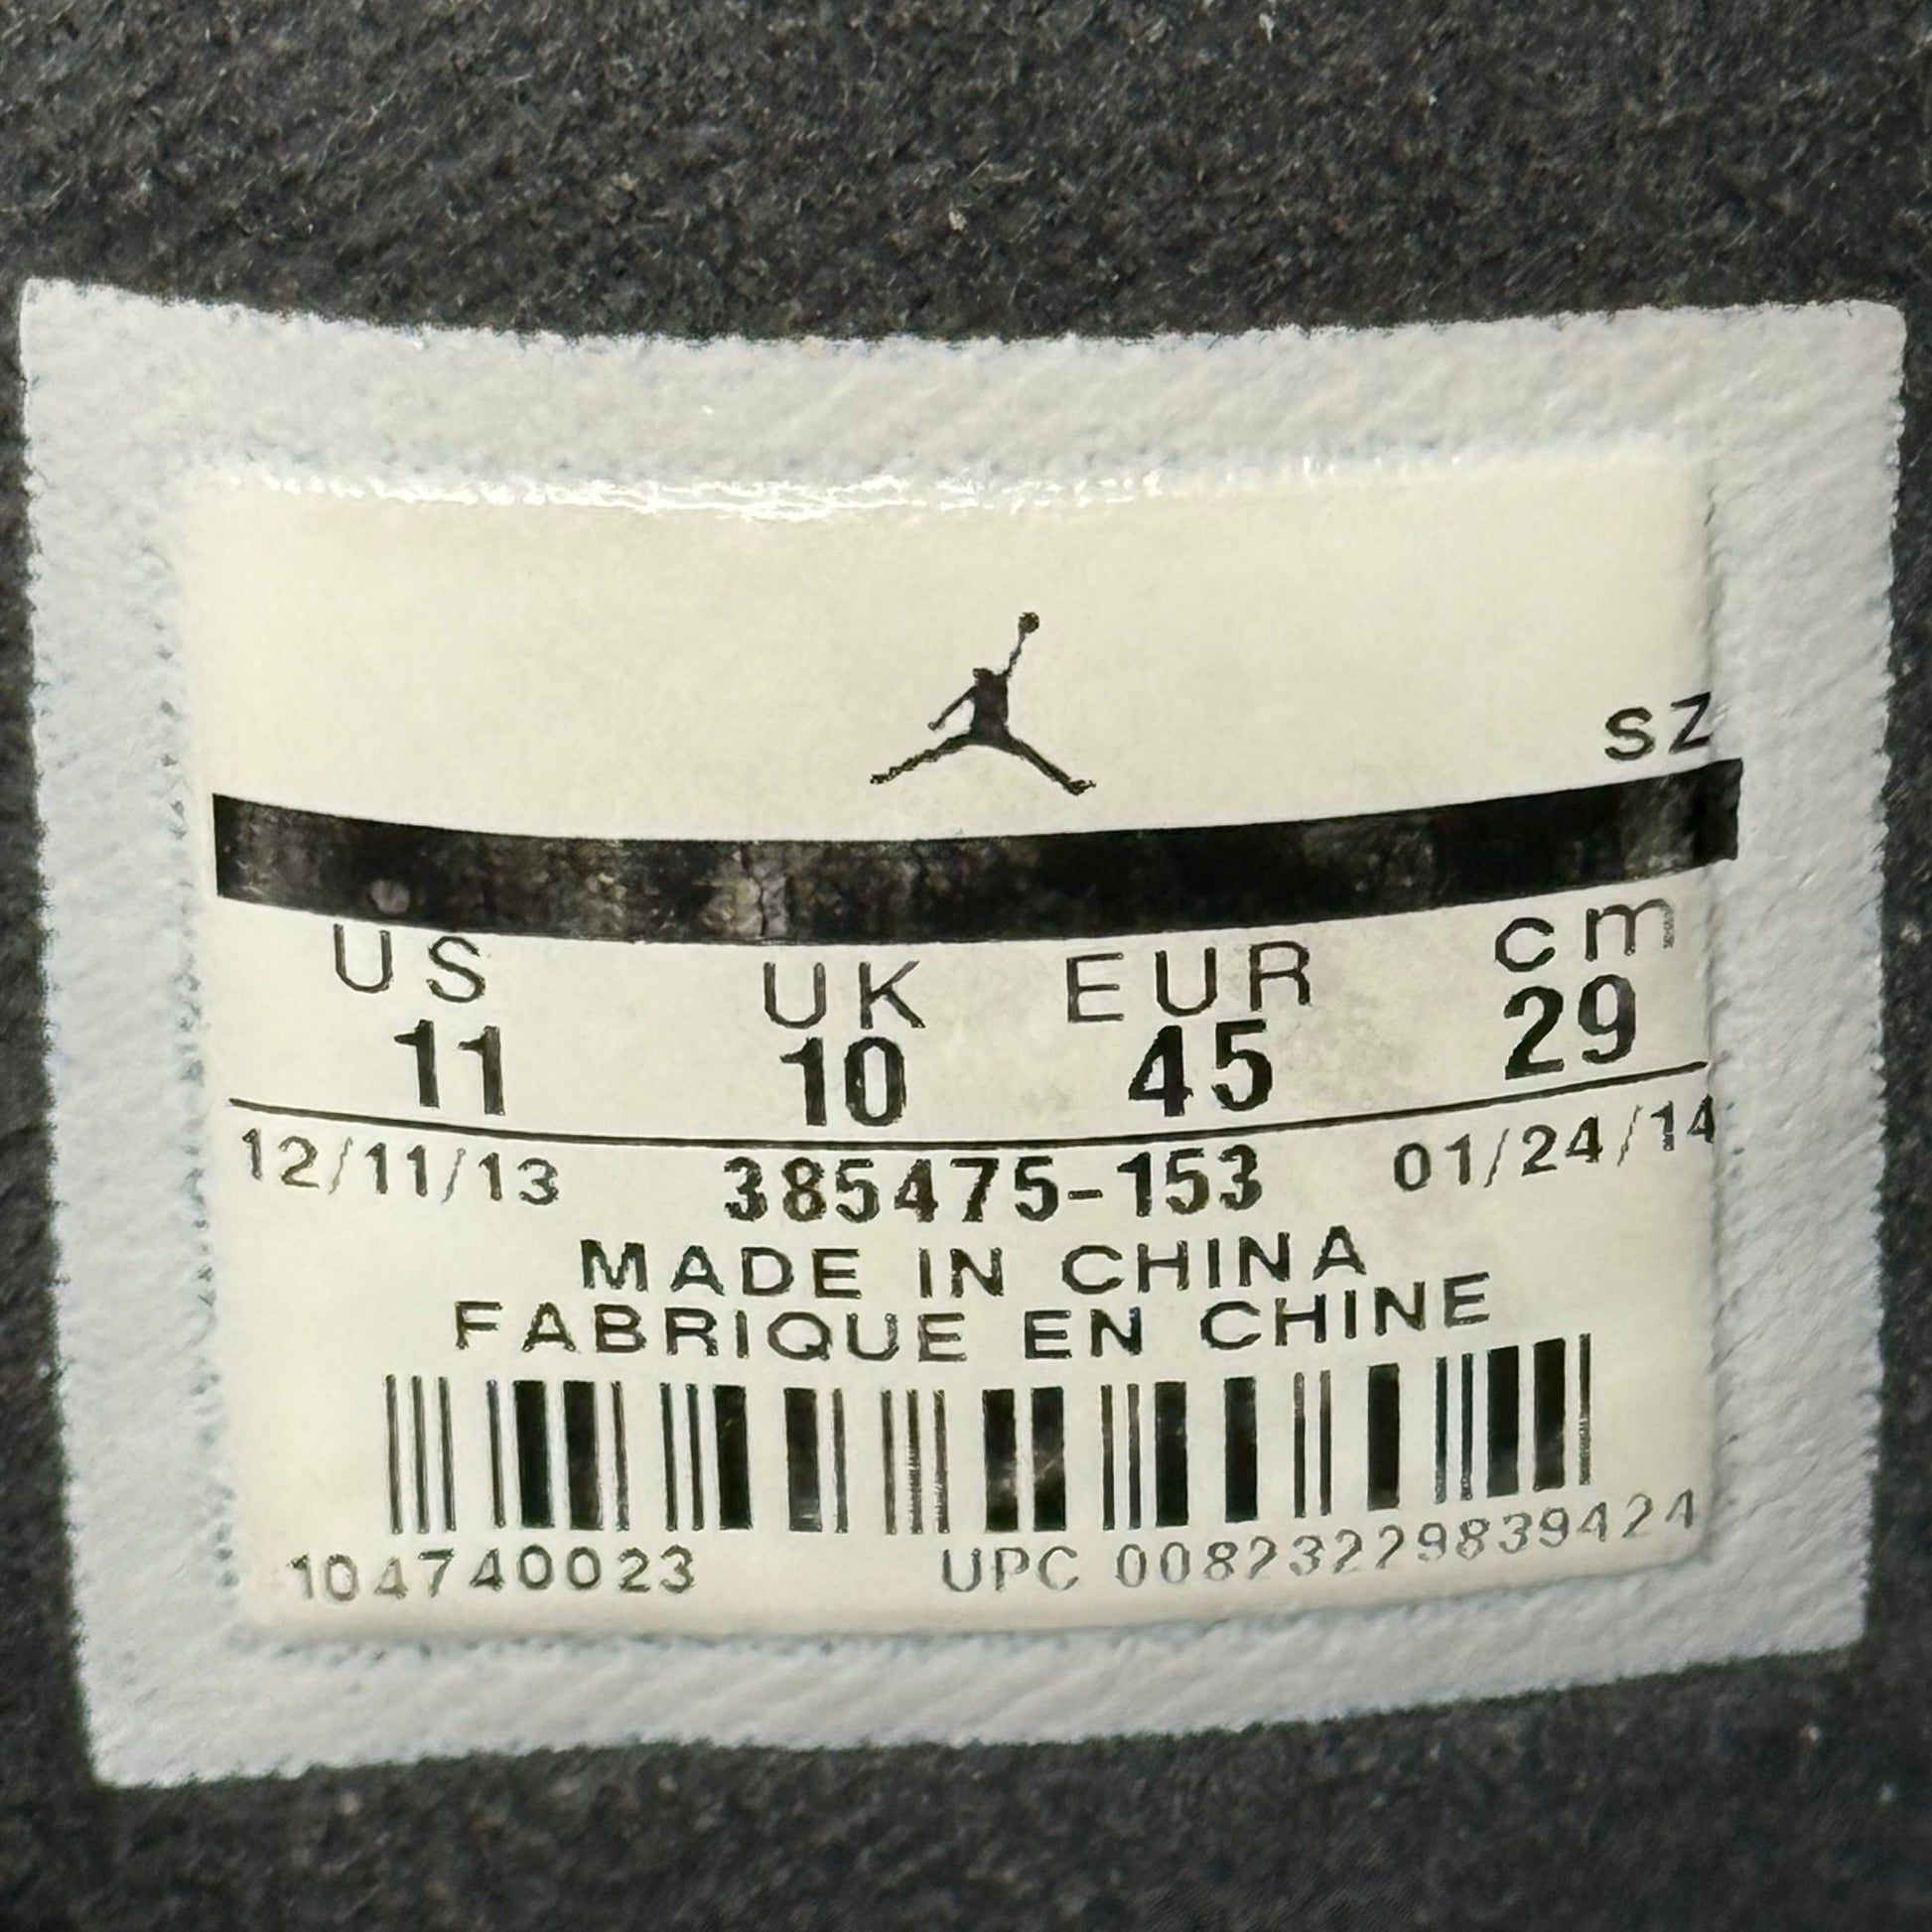 SZ
US UK EUR cm
11 10 45 29
12/11/13 385475-153 01/24/14
MADE IN CHINA
FABRIQUE EN CHINE
104740023 UPC 00823229839424